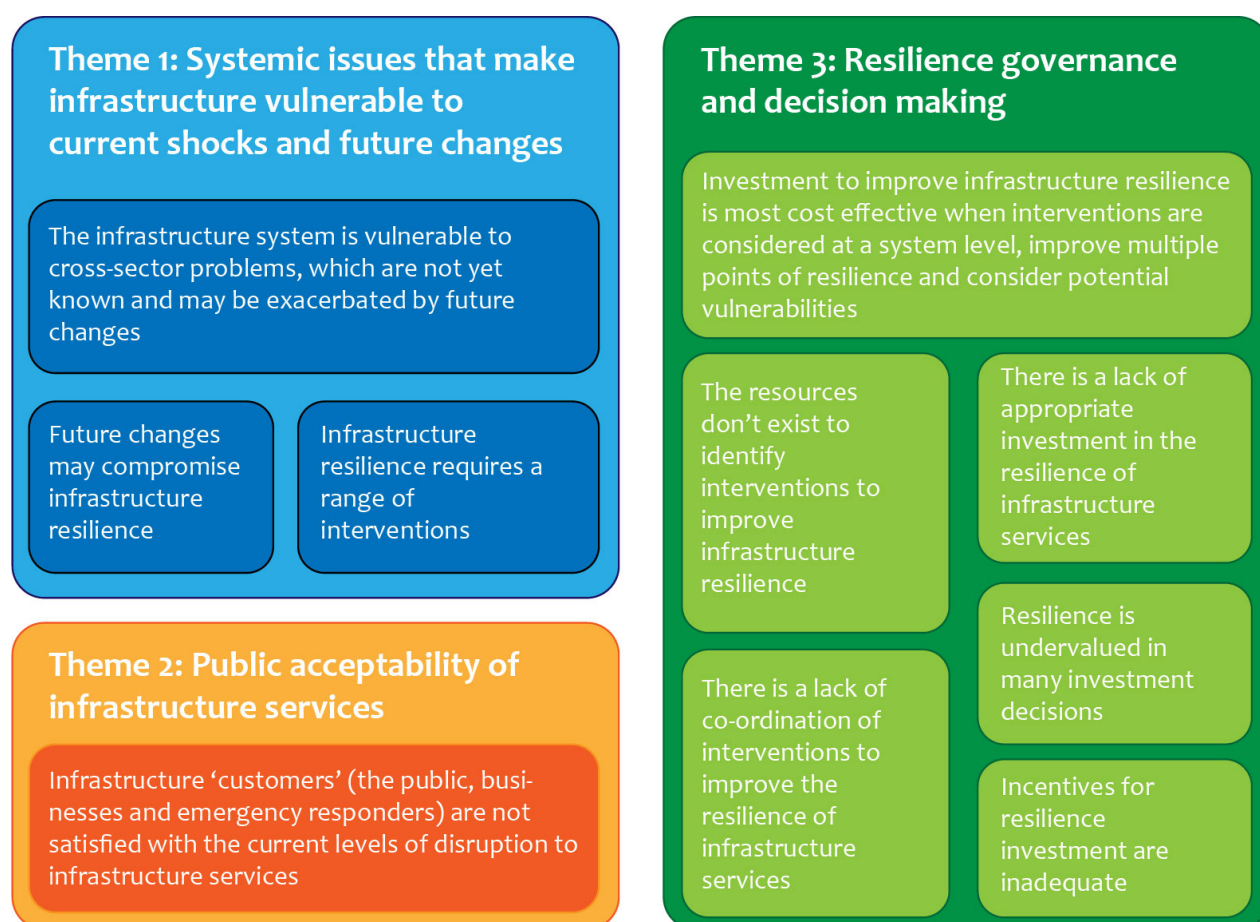 Theme 1: Systemic issues that make
infrastructure vulnerable to
current shocks and future changes
The infrastructure system is vulnerable to
cross-sector problems, which are not yet
known and may be exacerbated by future
changes
Future changes
may compromise
infrastructure
resilience
Infrastructure
resilience requires a
range of
interventions
Theme 2: Public acceptability of
infrastructure services
Infrastructure ‘customers’ (the public, busi-
nesses and emergency responders) are not
satisfied with the current levels of disruption to
infrastructure services
Theme 3: Resilience governance
and decision making
Investment to improve infrastructure resilience
is most cost effective when interventions are
considered at a system level, improve multiple
points of resilience and consider potential
vulnerabilities
The resources
don’t exist to
identify
interventions to
improve
infrastructure
resilience
There is a lack of
co-ordination of
interventions to
improve the
resilience of
infrastructure
services
There is a lack of
appropriate
investment in the
resilience of
infrastructure
services
Resilience is
undervalued in
many investment
decisions
Incentives for
resilience
investment are
inadequate